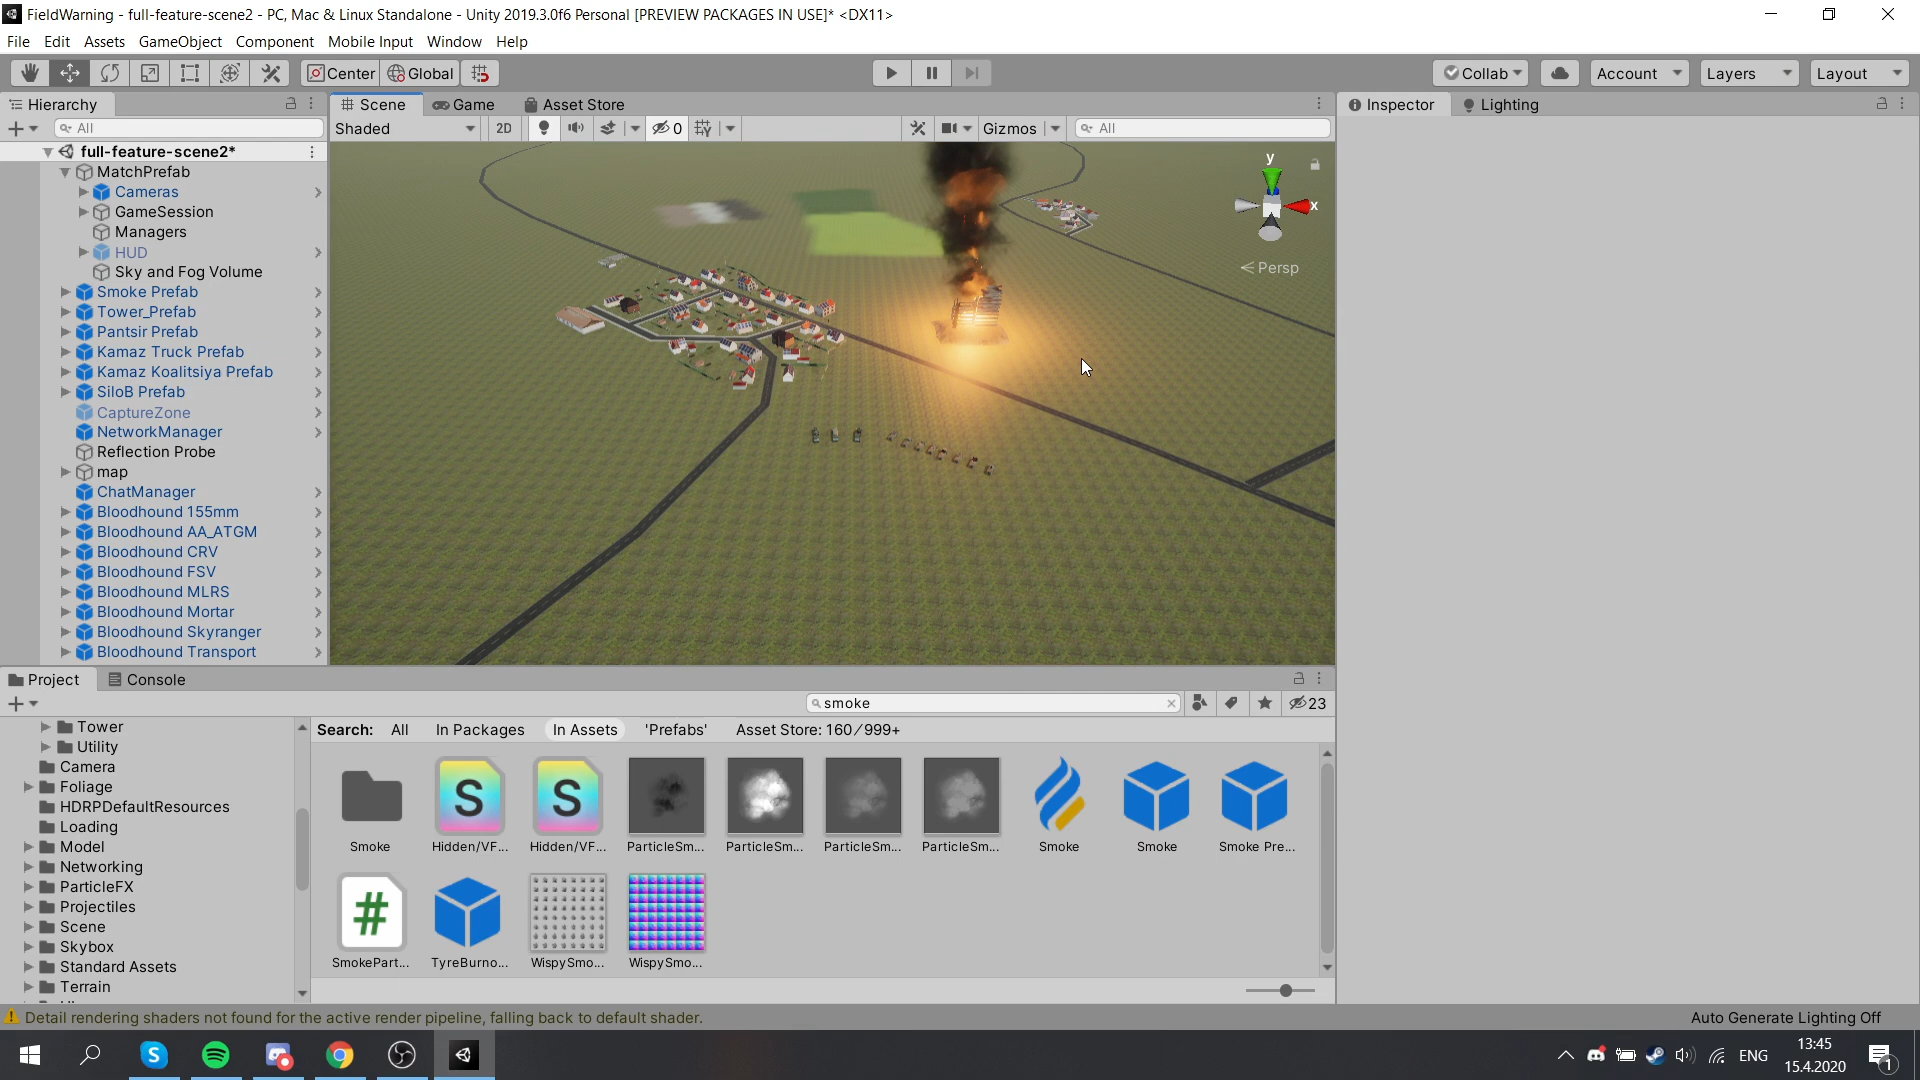 FieldWarning - full-feature-scene2 - PC, Mac & Linux Standalone - Unity 2019.3.0f6 Personal [PREVIEW PACKAGES IN USE]* <DX11>
File Edit Assets GameObject Component Mobile Input Window Help
Center Global Collab Account Layers Layout
Hierarchy
All
full-feature-scene2*
MatchPrefab
Cameras
GameSession
Managers
HUD
Sky and Fog Volume
Smoke Prefab
Tower_Prefab
Pantsir Prefab
Kamaz Truck Prefab
Kamaz Koalitsiya Prefab
SiloB Prefab
CaptureZone
NetworkManager
Reflection Probe
map
ChatManager
Bloodhound 155mm
Bloodhound AA_ATGM
Bloodhound CRV
Bloodhound FSV
Bloodhound MLRS
Bloodhound Mortar
Bloodhound Skyranger
Bloodhound Transport
Scene Game Asset Store
Shaded 2D 0 Gizmos All
y
x
Persp
Inspector Lighting
Project Console
smoke 23
Tower
Utility
Camera
Foliage
HDRPDefaultResources
Loading
Model
Networking
ParticleFX
Projectiles
Scene
Skybox
Standard Assets
Terrain
Search: All In Packages In Assets 'Prefabs' Asset Store: 160/999+
S S
Smoke Hidden/VF... Hidden/VF... ParticleSm... ParticleSm... ParticleSm... ParticleSm... Smoke Smoke Smoke Pre...
#
SmokePart... TyreBurno... WispySmo... WispySmo...
Detail rendering shaders not found for the active render pipeline, falling back to default shader.
Auto Generate Lighting Off
S
ENG
13:45
15.4.2020
1